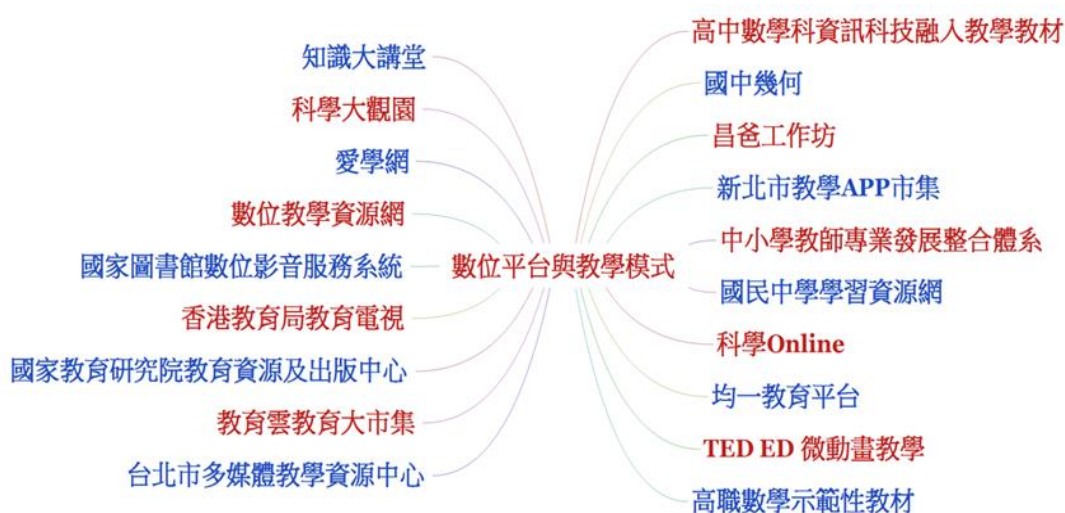 數位平台與教學模式
知識大講堂
科學大觀園
愛學網
數位教學資源網
國家圖書館數位影音服務系統
香港教育局教育電視
國家教育研究院教育資源及出版中心
教育雲教育大市集
台北市多媒體教學資源中心
高中數學科資訊科技融入教學教材
國中幾何
昌爸工作坊
新北市教學APP市集
中小學教師專業發展整合體系
國民中學學習資源網
科學Online
均一教育平台
TED ED 微動畫教學
高職數學示範性教材